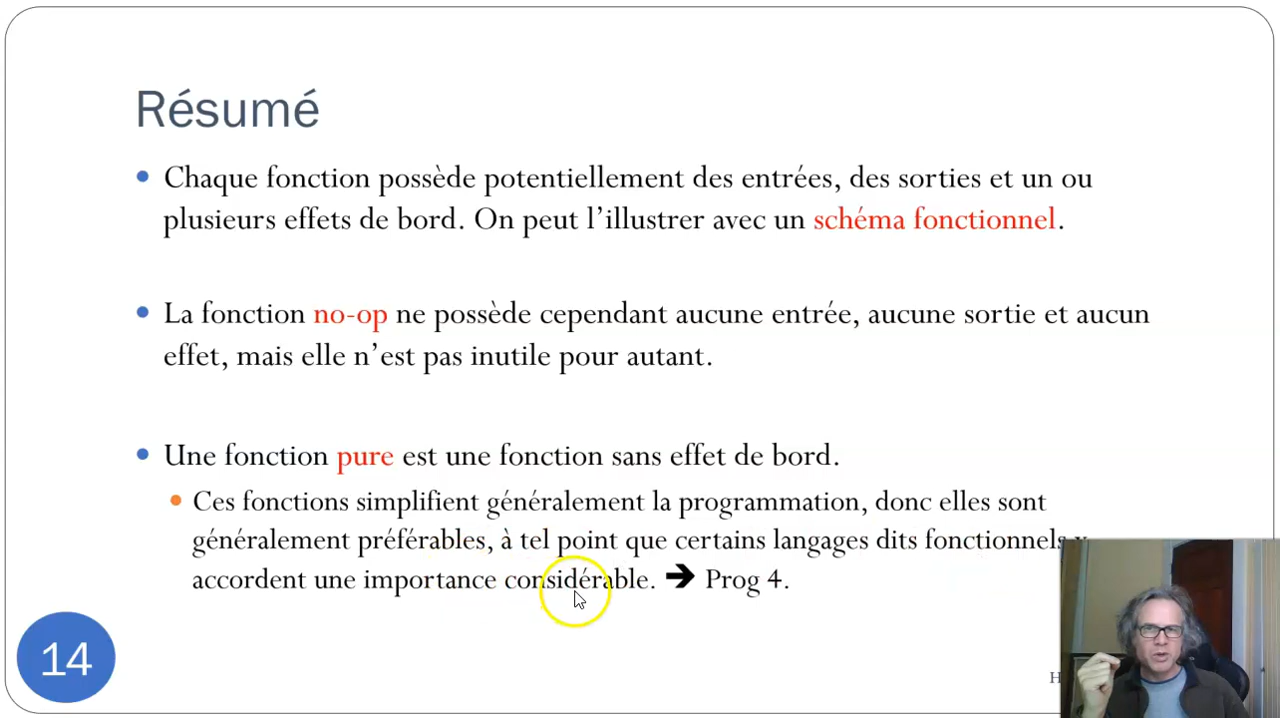 Résumé
• Chaque fonction possède potentiellement des entrées, des sorties et un ou
plusieurs effets de bord. On peut l’illustrer avec un schéma fonctionnel.
• La fonction no-op ne possède cependant aucune entrée, aucune sortie et aucun
effet, mais elle n’est pas inutile pour autant.
• Une fonction pure est une fonction sans effet de bord.
• Ces fonctions simplifient généralement la programmation, donc elles sont
généralement préférables, à tel point que certains langages dits fonctionnels y
accordent une importance considérable. ➔ Prog 4.
14
H